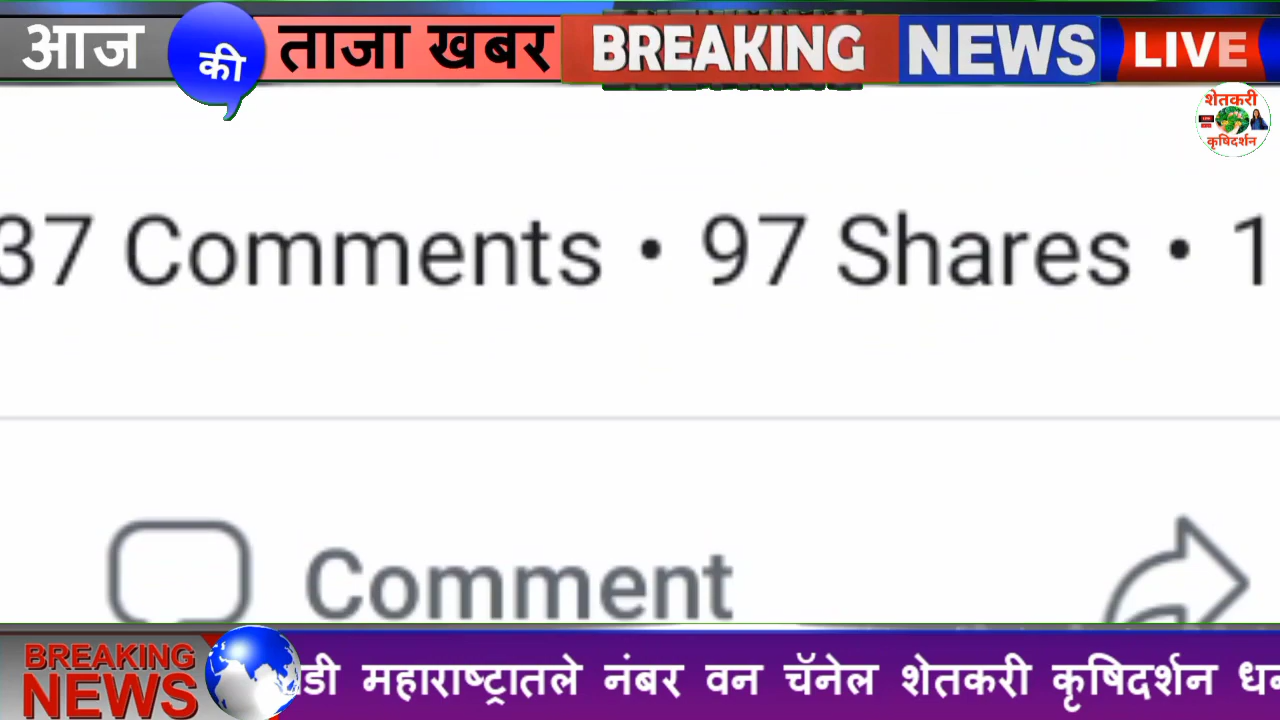 आज की ताजा खबर BREAKING NEWS LIVE
शेतकरी
कृषिदर्शन
37 Comments • 97 Shares • 1
Comment
BREAKING
NEWS
डी महाराष्ट्रातले नंबर वन चॅनेल शेतकरी कृषिदर्शन